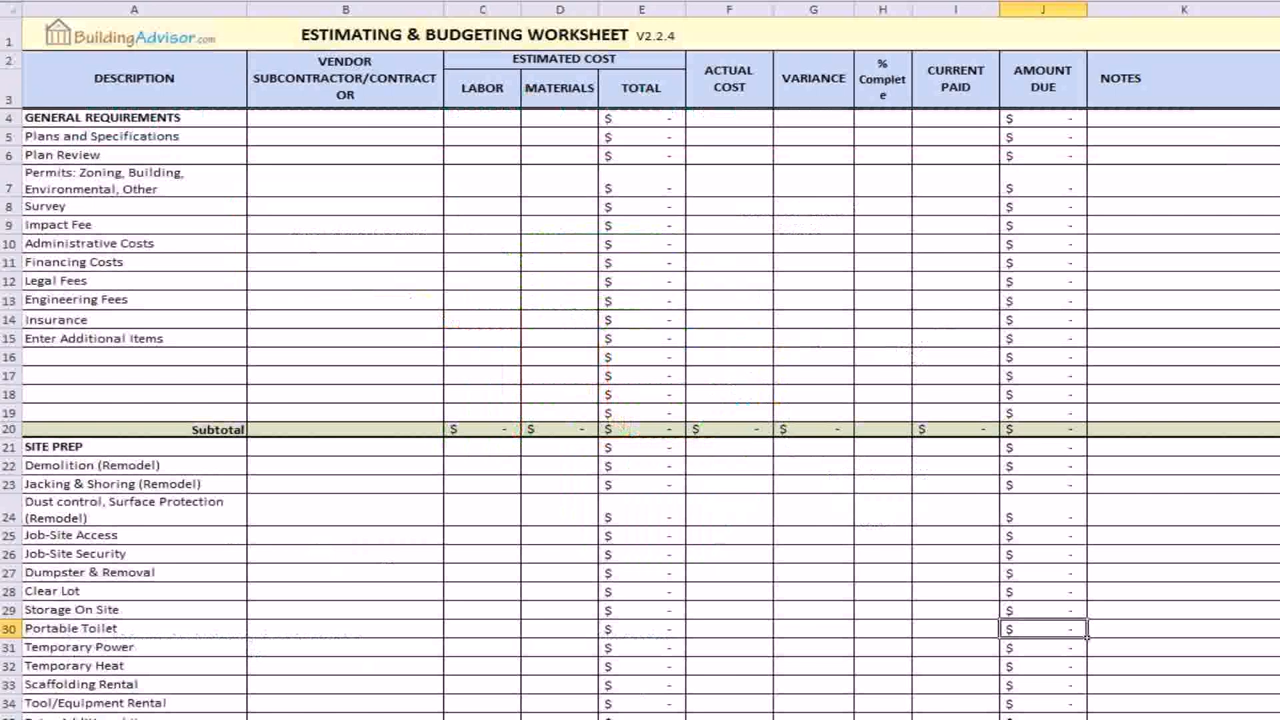 A B C D E F G H I J K
1 BuildingAdvisor.com ESTIMATING & BUDGETING WORKSHEET V2.2.4
2 VENDOR ESTIMATED COST %
DESCRIPTION SUBCONTRACTOR/CONTRACT ACTUAL VARIANCE Complet CURRENT AMOUNT NOTES
3 OR LABOR MATERIALS TOTAL COST e PAID DUE
4 GENERAL REQUIREMENTS $ - $ -
5 Plans and Specifications $ - $ -
6 Plan Review $ - $ -
Permits: Zoning, Building,
7 Environmental, Other $ - $ -
8 Survey $ - $ -
9 Impact Fee $ - $ -
10 Administrative Costs $ - $ -
11 Financing Costs $ - $ -
12 Legal Fees $ - $ -
13 Engineering Fees $ - $ -
14 Insurance $ - $ -
15 Enter Additional Items $ - $ -
16 $ - $ -
17 $ - $ -
18 $ - $ -
19 $ - $ -
20 Subtotal $ - $ - $ - $ - $ - $ - $ -
21 SITE PREP $ - $ -
22 Demolition (Remodel) $ - $ -
23 Jacking & Shoring (Remodel) $ - $ -
Dust control, Surface Protection
24 (Remodel) $ - $ -
25 Job-Site Access $ - $ -
26 Job-Site Security $ - $ -
27 Dumpster & Removal $ - $ -
28 Clear Lot $ - $ -
29 Storage On Site $ - $ -
30 Portable Toilet $ - $ -
31 Temporary Power $ - $ -
32 Temporary Heat $ - $ -
33 Scaffolding Rental $ - $ -
34 Tool/Equipment Rental $ - $ -